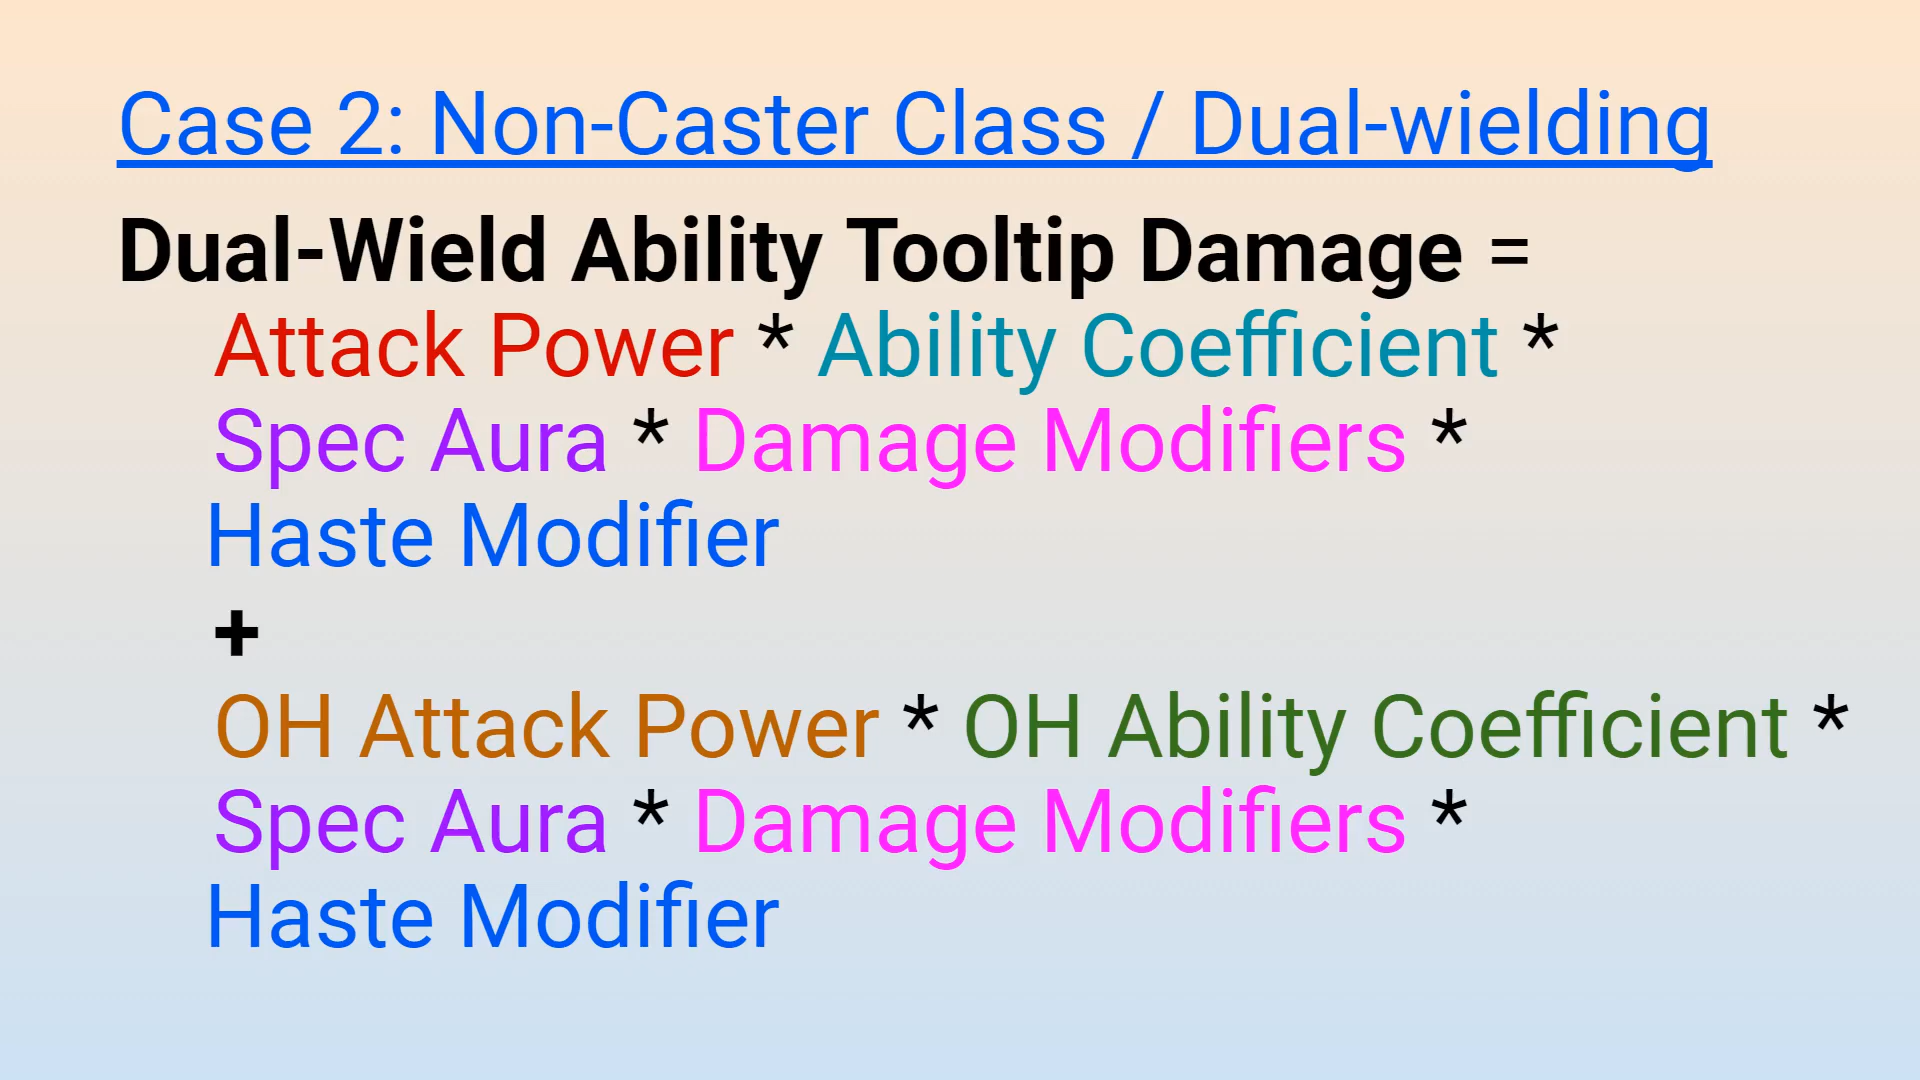 Case 2: Non-Caster Class / Dual-wielding
Dual-Wield Ability Tooltip Damage =
Attack Power * Ability Coefficient *
Spec Aura * Damage Modifiers *
Haste Modifier
+
OH Attack Power * OH Ability Coefficient *
Spec Aura * Damage Modifiers *
Haste Modifier